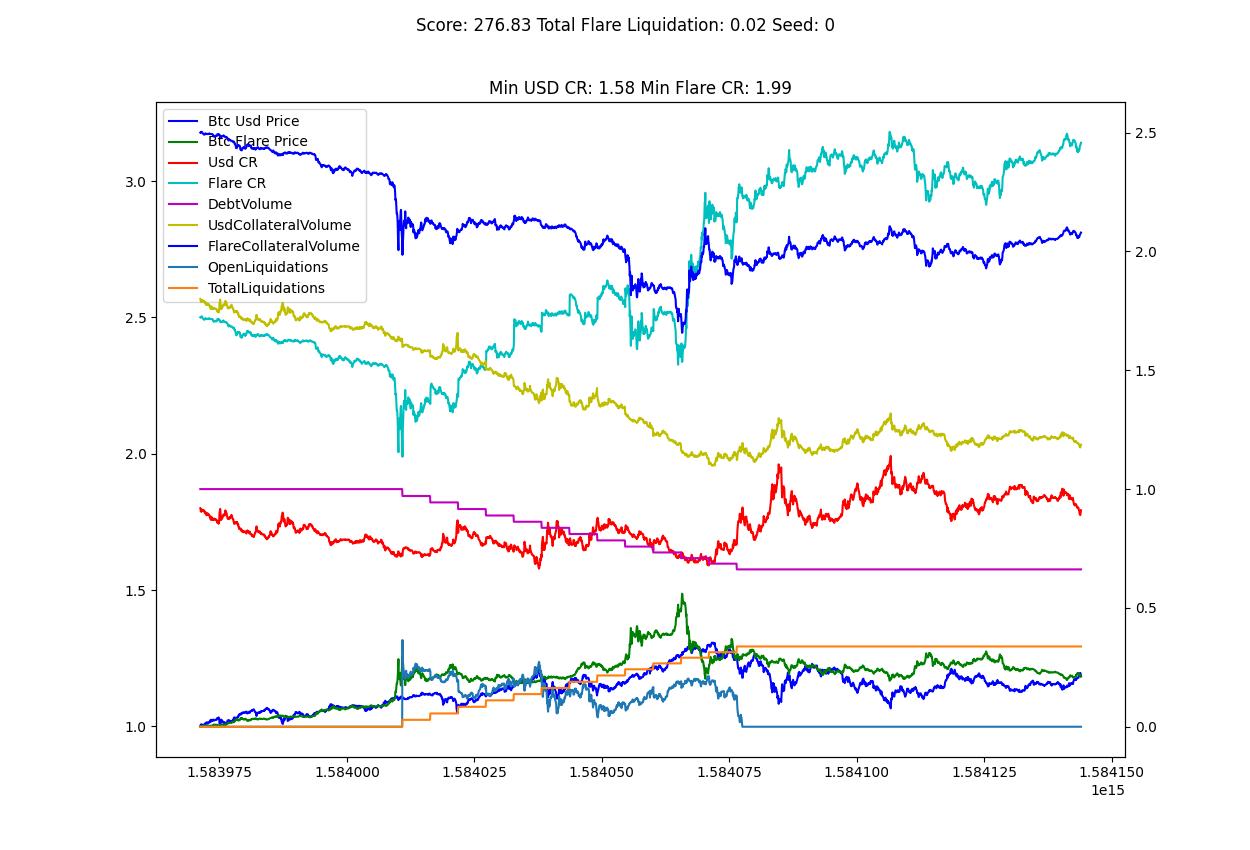 Score: 276.83 Total Flare Liquidation: 0.02 Seed: 0
Min USD CR: 1.58 Min Flare CR: 1.99
Btc Usd Price
Btc Flare Price
Usd CR
Flare CR
DebtVolume
UsdCollateralVolume
FlareCollateralVolume
OpenLiquidations
TotalLiquidations
3.0
2.5
2.0
1.5
1.0
2.5
2.0
1.5
1.0
0.5
0.0
1.583975 1.584000 1.584025 1.584050 1.584075 1.584100 1.584125 1.584150
1e15